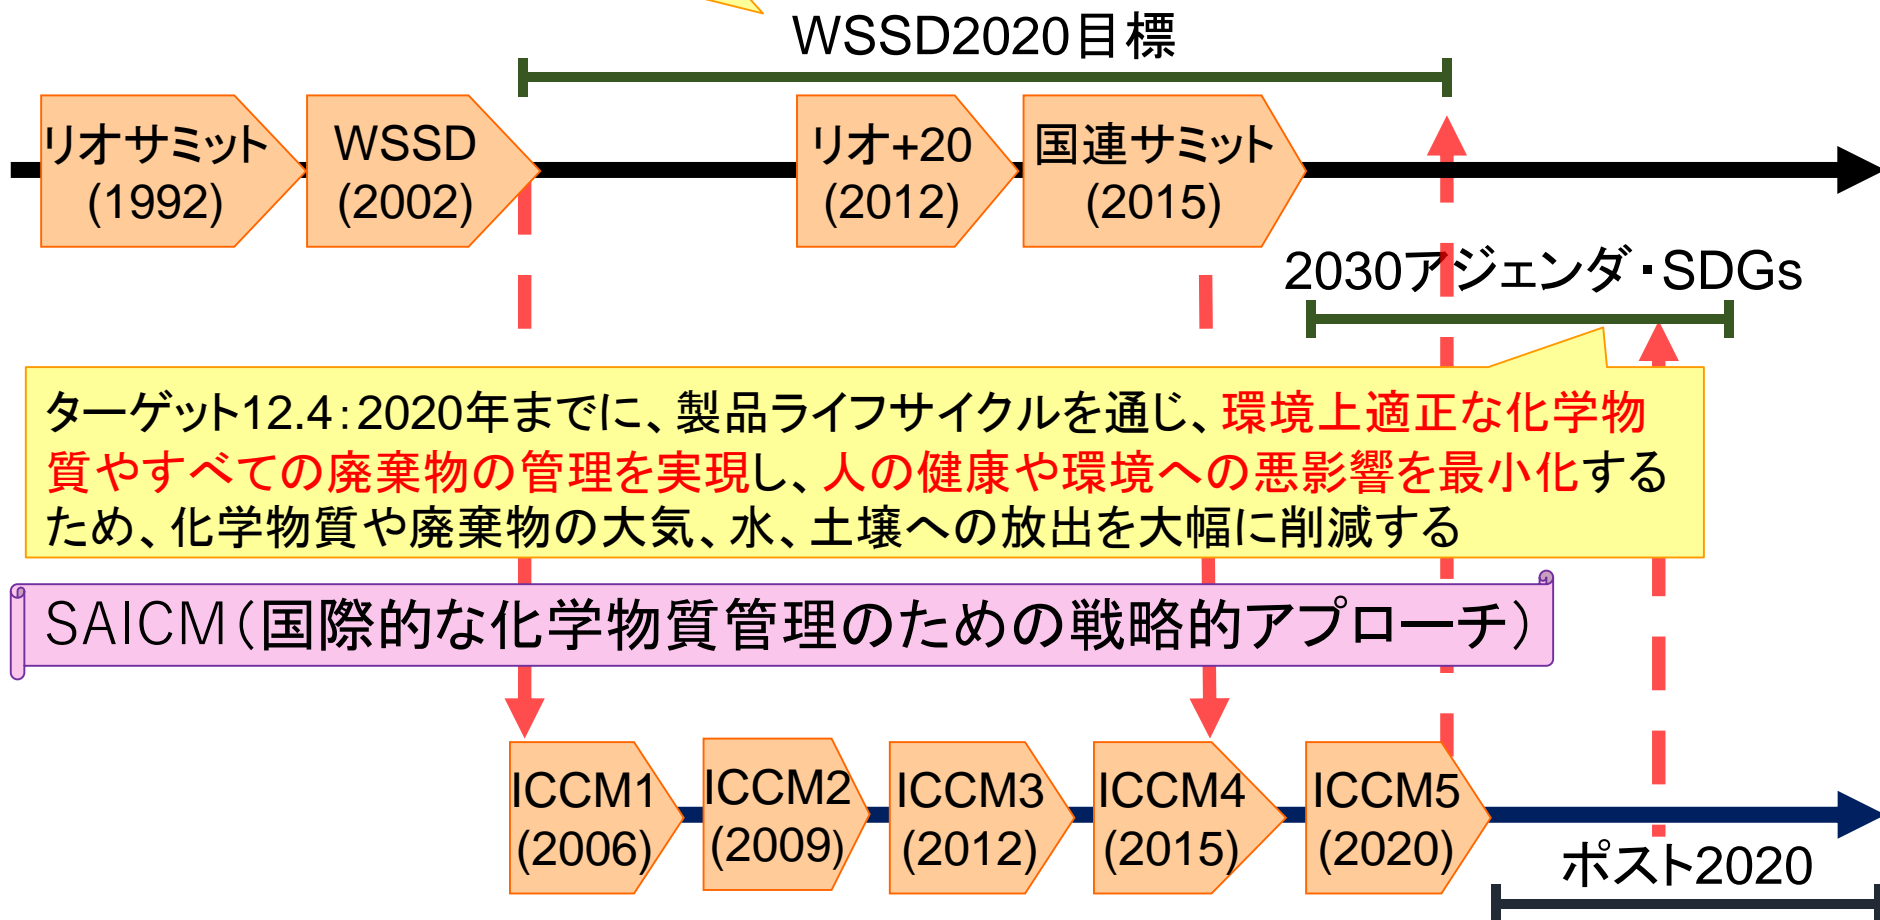 WSSD2020目標
リオサミット
(1992)
WSSD
(2002)
リオ+20
(2012)
国連サミット
(2015)
2030アジェンダ・SDGs
ターゲット12.4：2020年までに、製品ライフサイクルを通じ、環境上適正な化学物
質やすべての廃棄物の管理を実現し、人の健康や環境への悪影響を最小化する
ため、化学物質や廃棄物の大気、水、土壌への放出を大幅に削減する
SAICM（国際的な化学物質管理のための戦略的アプローチ）
ICCM1
(2006)
ICCM2
(2009)
ICCM3
(2012)
ICCM4
(2015)
ICCM5
(2020)
ポスト2020